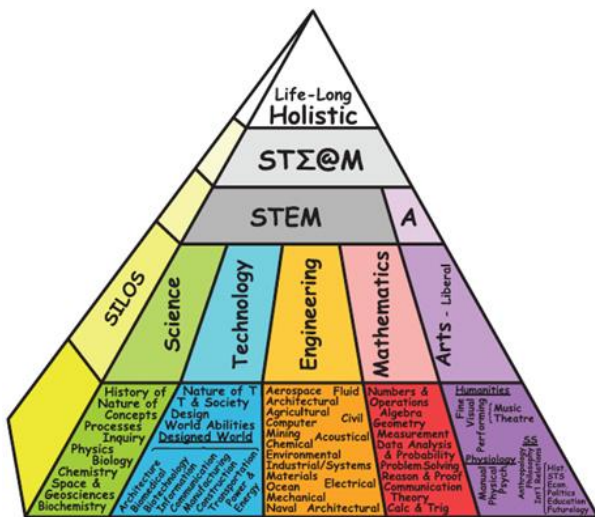 Life-Long
Holistic
STΣ@M
STEM
A
SILOS
Science
Technology
Engineering
Mathematics
Arts - Liberal
History of
Nature of
Concepts
Processes
Inquiry
Physics
Biology
Chemistry
Space &
Geosciences
Biochemistry
Nature of T
T & Society
Design
World Abilities
Designed World
Architecture
Biomedical
Biotechnology
Information
Communication
Manufacturing
Construction
Transportation
Power &
Energy
Aerospace Fluid
Architectural
Agricultural
Computer Civil
Mining
Chemical Acoustical
Environmental
Industrial/Systems
Materials
Ocean Electrical
Mechanical
Naval Architectural
Numbers &
Operations
Algebra
Geometry
Measurement
Data Analysis
& Probability
Problem Solving
Reason & Proof
Communication
Theory
Calc & Trig
Humanities
Fine
Visual
Performing
Music
Theatre
Physiology
Manual
Physical
Psych
SS
Anthropology
Philosophy
Int'l Relations
Hist.
STS
Econ.
Politics
Education
Futurology